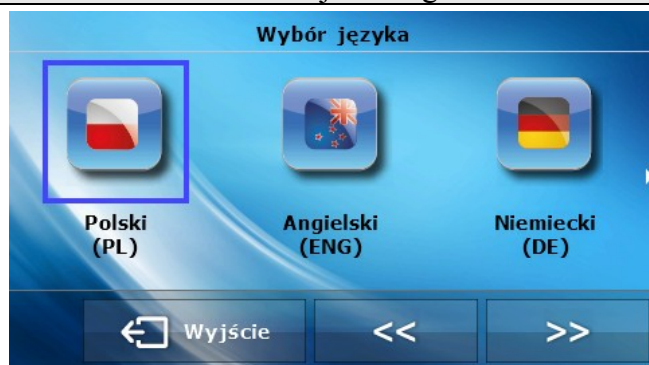 Wybór języka
Polski
(PL)
Angielski
(ENG)
Niemiecki
(DE)
Wyjście
<<
>>